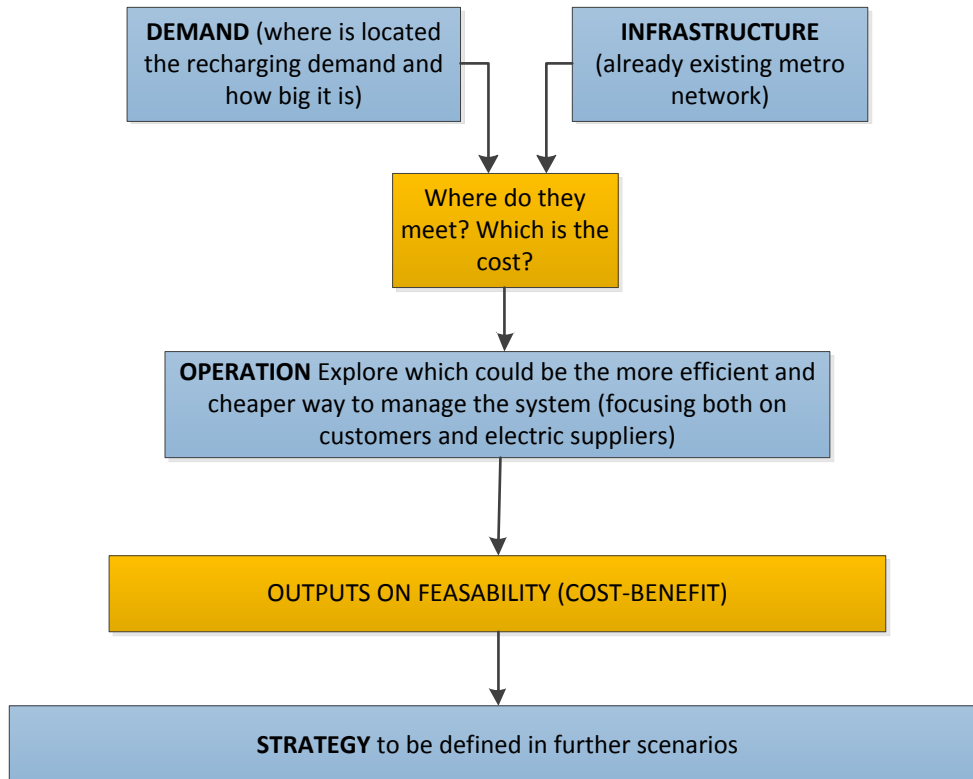 DEMAND (where is located
the recharging demand and
how big it is)
INFRASTRUCTURE
(already existing metro
network)
Where do they
meet? Which is the
cost?
OPERATION Explore which could be the more efficient and
cheaper way to manage the system (focusing both on
customers and electric suppliers)
OUTPUTS ON FEASABILITY (COST-BENEFIT)
STRATEGY to be defined in further scenarios